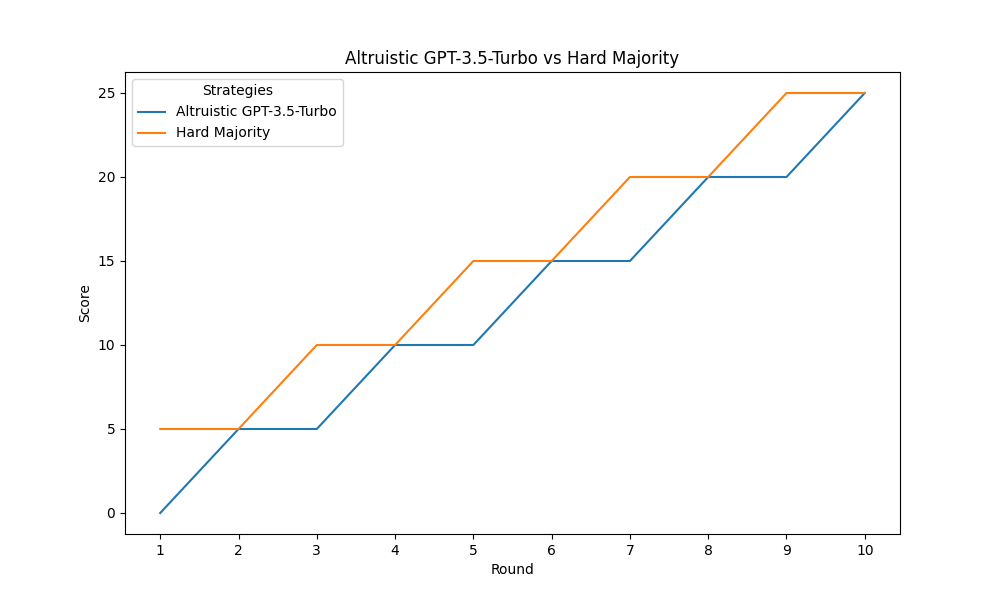 Altruistic GPT-3.5-Turbo vs Hard Majority
Strategies
Altruistic GPT-3.5-Turbo
Hard Majority
Score
25
20
15
10
5
0
1 2 3 4 5 6 7 8 9 10
Round